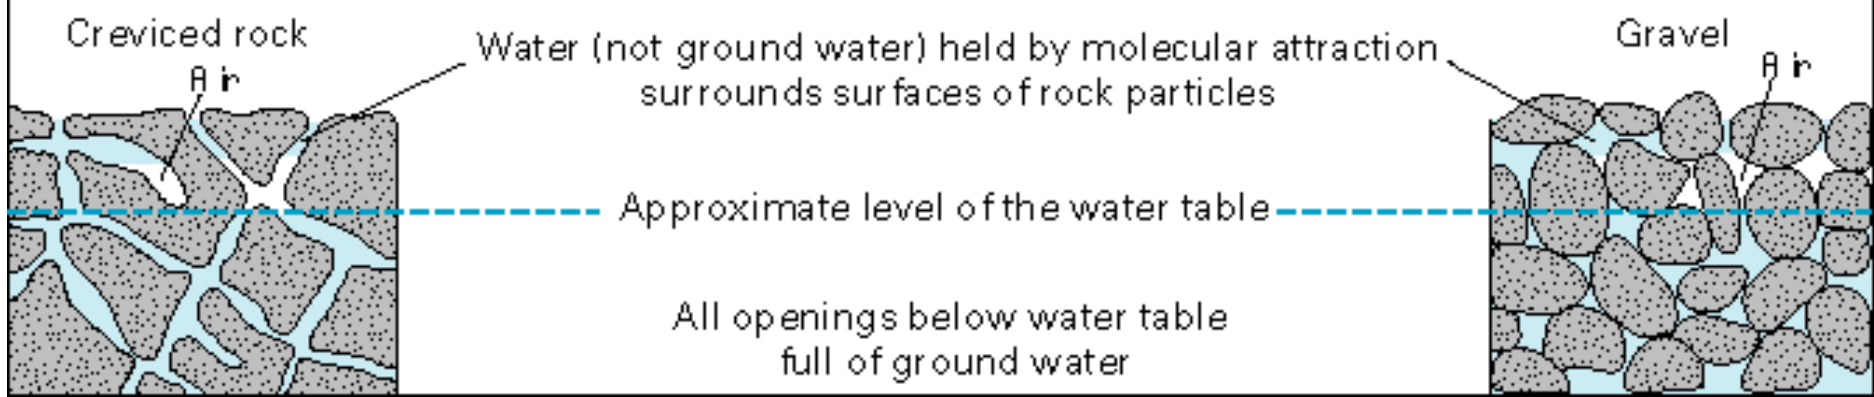 Creviced rock
Air
Water (not ground water) held by molecular attraction
surrounds surfaces of rock particles
Gravel
Air
Approximate level of the water table
All openings below water table
full of ground water